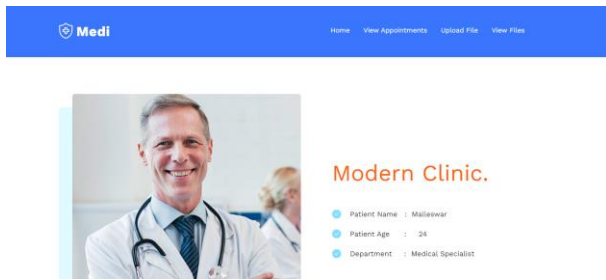 Medi
Home View Appointments Upload File View Files
Modern Clinic.
Patient Name : Malleswar
Patient Age : 24
Department : Medical Specialist